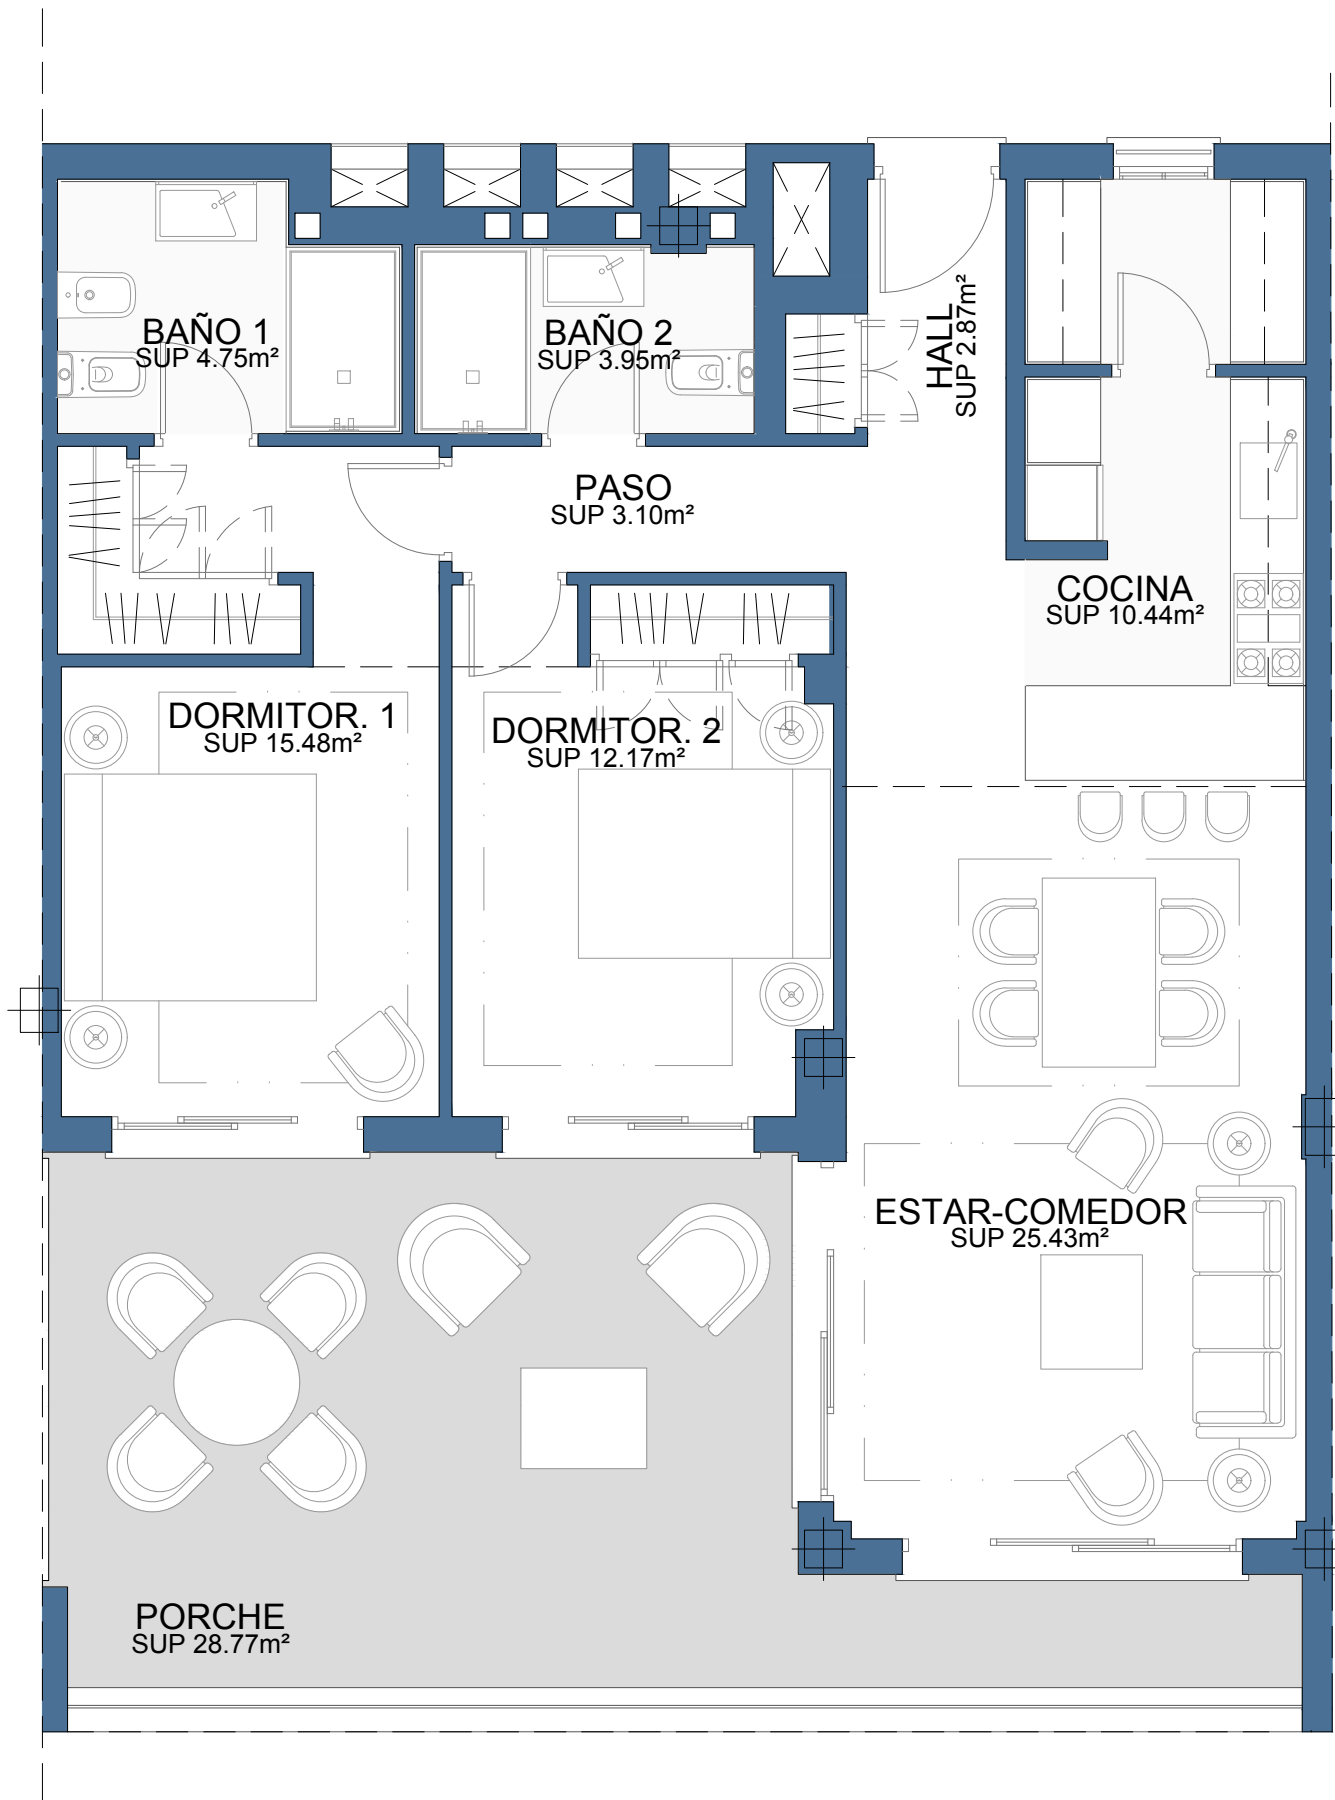 BAÑO 1
SUP 4.75m²
BAÑO 2
SUP 3.95m²
HALL
SUP 2.87m²
PASO
SUP 3.10m²
COCINA
SUP 10.44m²
DORMITOR. 1
SUP 15.48m²
DORMITOR. 2
SUP 12.17m²
ESTAR-COMEDOR
SUP 25.43m²
PORCHE
SUP 28.77m²